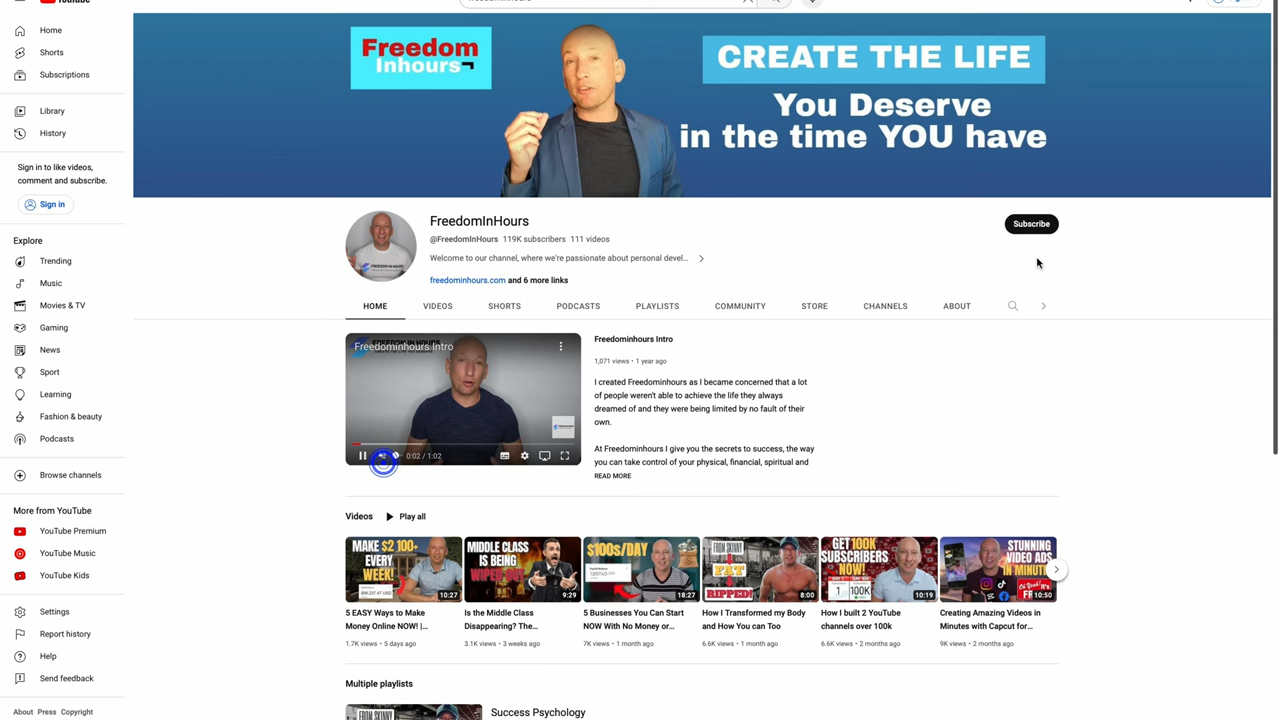 YouTube
Home
Shorts
Subscriptions
Library
History
Sign in to like videos,
comment and subscribe.
Sign in
Explore
Trending
Music
Movies & TV
Gaming
News
Sport
Learning
Fashion & beauty
Podcasts
Browse channels
More from YouTube
YouTube Premium
YouTube Music
YouTube Kids
Settings
Report history
Help
Send feedback
About Press Copyright
Freedom
Inhours
CREATE THE LIFE
You Deserve
in the time YOU have
FreedomInHours
@FreedomInHours 119K subscribers 111 videos
Welcome to our channel, where we're passionate about personal devel...
freedominhours.com and 6 more links
Subscribe
HOME VIDEOS SHORTS PODCASTS PLAYLISTS COMMUNITY STORE CHANNELS ABOUT
Freedominhours Intro
0:02 / 1:02
Freedominhours Intro
1,071 views • 1 year ago
I created Freedominhours as I became concerned that a lot
of people weren't able to achieve the life they always
dreamed of and they were being limited by no fault of their
own.
At Freedominhours I give you the secrets to success, the way
you can take control of your physical, financial, spiritual and
READ MORE
Videos Play all
MAKE $2 100+
EVERY
WEEK!
10:27
5 EASY Ways to Make
Money Online NOW! |...
1.7K views • 5 days ago
MIDDLE CLASS
IS BEING
WIPED OUT
9:29
Is the Middle Class
Disappearing? The...
3.1K views • 3 weeks ago
$100s/DAY
18:27
5 Businesses You Can Start
NOW With No Money or...
7K views • 1 month ago
FROM SKINNY
FAT
RIPPED!
8:00
How I Transformed my Body
and How You can Too
6.6K views • 1 month ago
GET 100K
SUBSCRIBERS
NOW!
10:19
How I built 2 YouTube
channels over 100k
6.6K views • 2 months ago
STUNNING
VIDEO ADS
IN MINUTES
10:50
Creating Amazing Videos in
Minutes with Capcut for...
9K views • 2 months ago
Multiple playlists
FROM SKINNY
Success Psychology